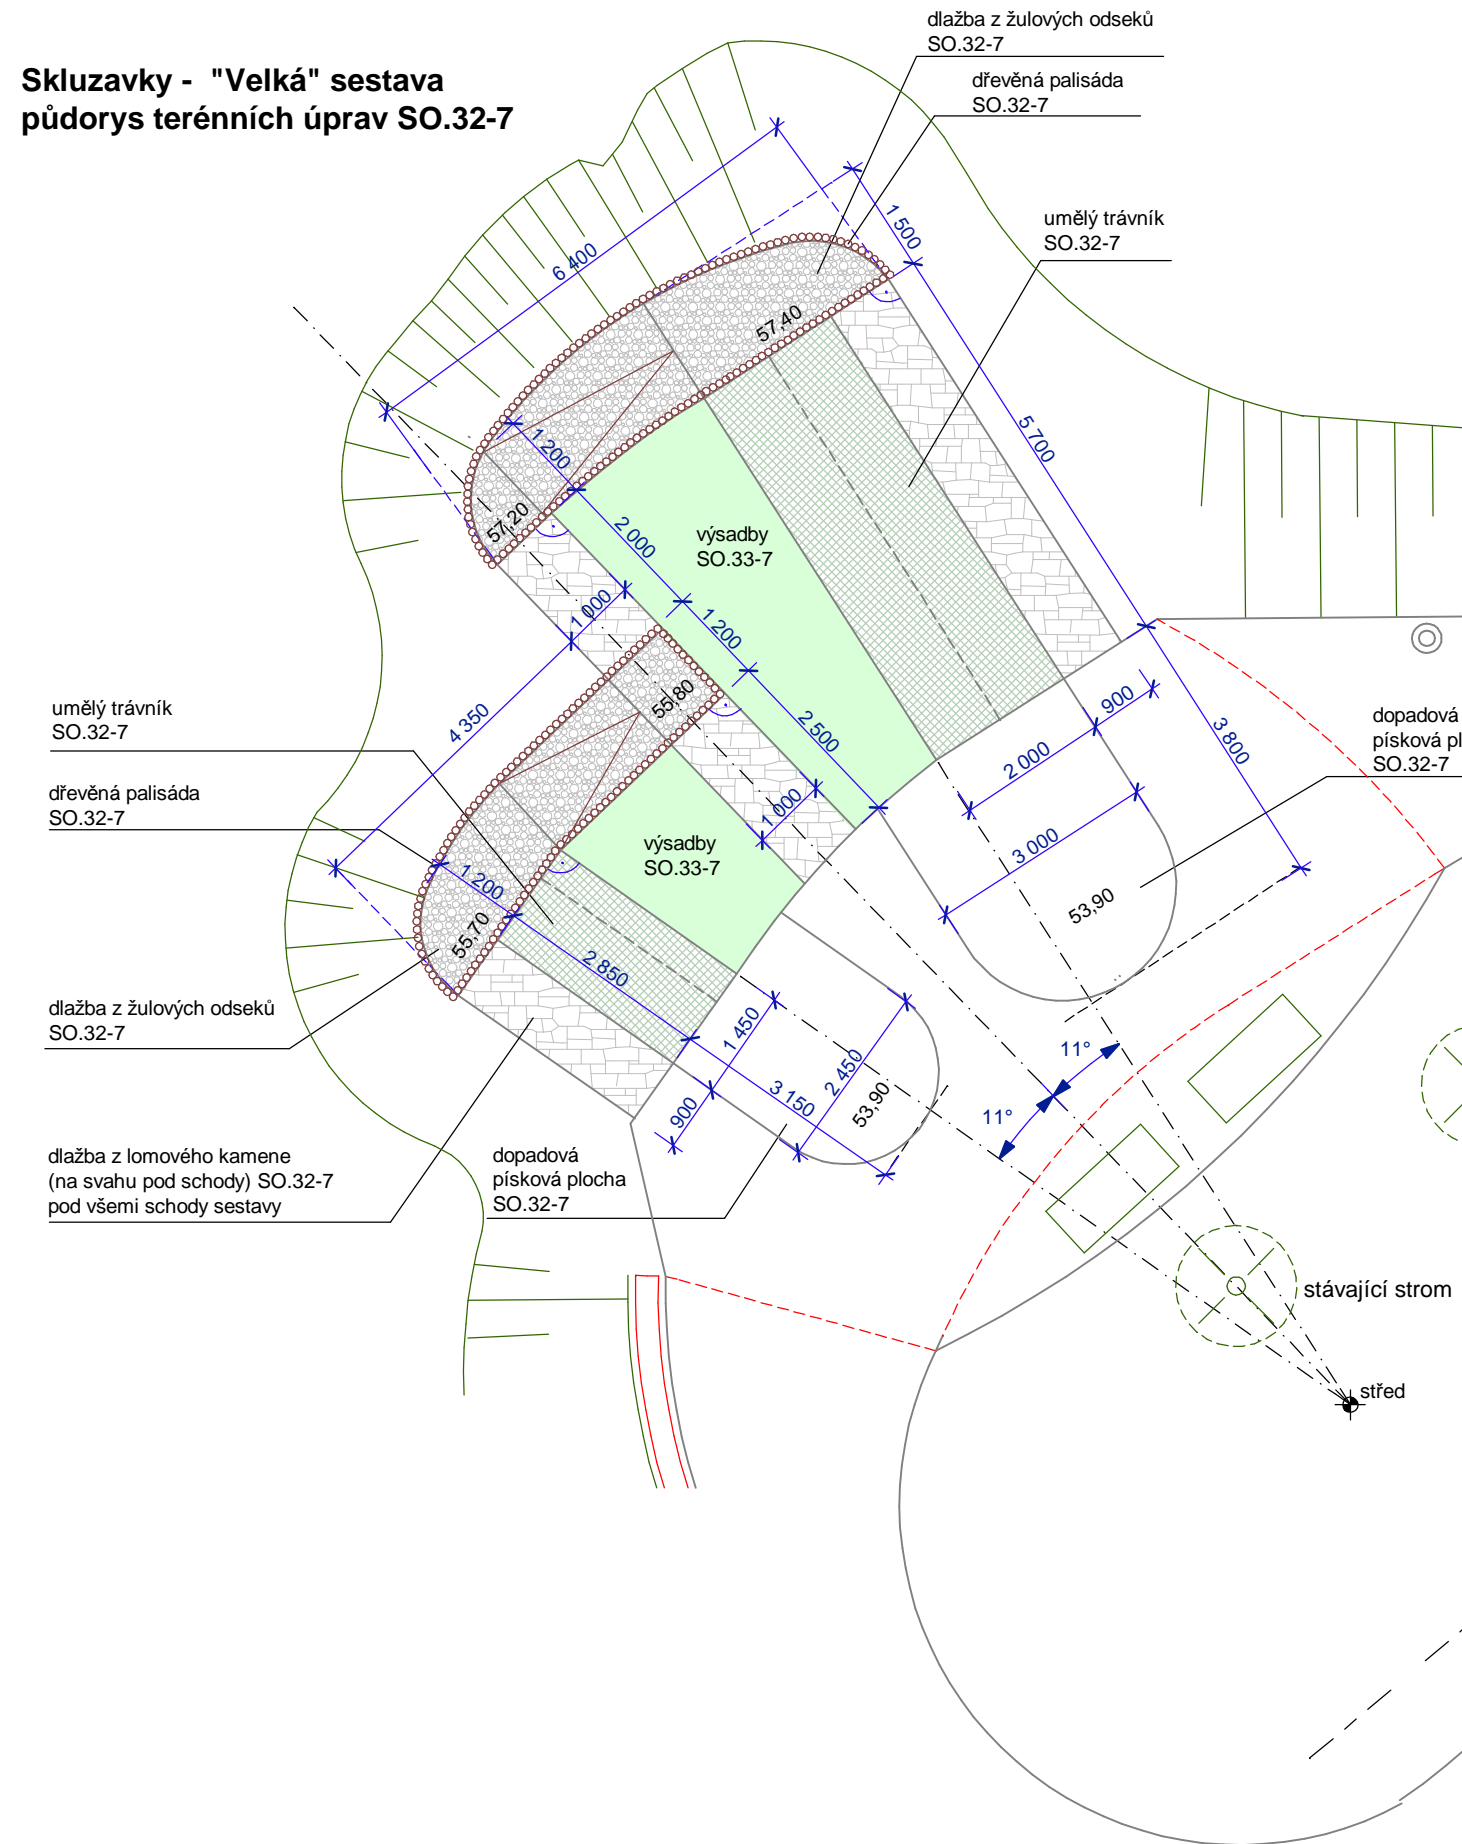 Skluzavky -  "Velká" sestava
půdorys terénních úprav SO.32-7
dlažba z žulových odseků
SO.32-7
dřevěná palisáda
SO.32-7
umělý trávník
SO.32-7
6 400
1 500
57,40
5 700
1 200
57,20
2 000
výsadby
SO.33-7
1 000
1 200
55,80
4 350
2 500
900
2 000
3 800
dopadová
písková
SO.32-7
umělý trávník
SO.32-7
dřevěná palisáda
SO.32-7
1 000
3 000
výsadby
SO.33-7
1 200
55,70
53,90
2 850
dlažba z žulových odseků
SO.32-7
1 450
2 450
11°
3 150
53,90
900
11°
dlažba z lomového kamene
(na svahu pod schody) SO.32-7
pod všemi schody sestavy
dopadová
písková plocha
SO.32-7
stávající strom
střed